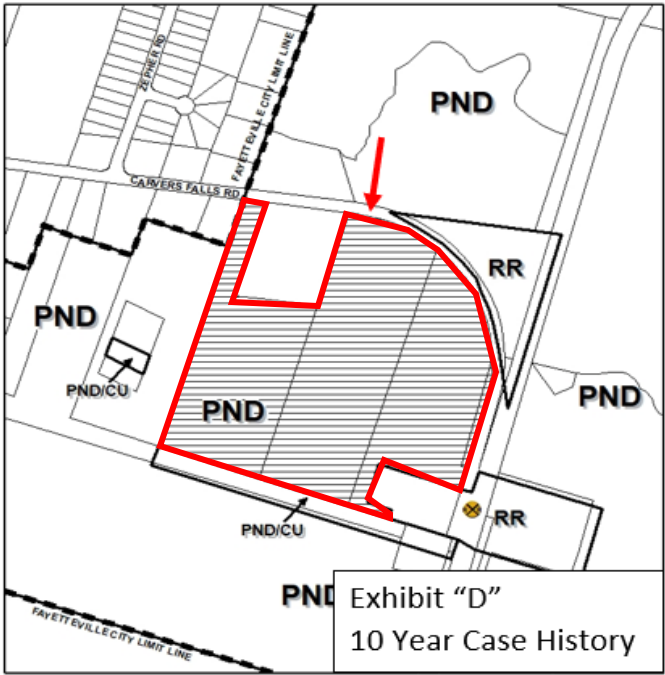 ZEPHER RD
FAYETTEVILLE CITY LIMIT LINE
PND
CARVERS FALLS RD
RR
PND
PND/CU
PND
PND
PND/CU
RR
PND
FAYETTEVILLE CITY LIMIT LINE
Exhibit “D”
10 Year Case History